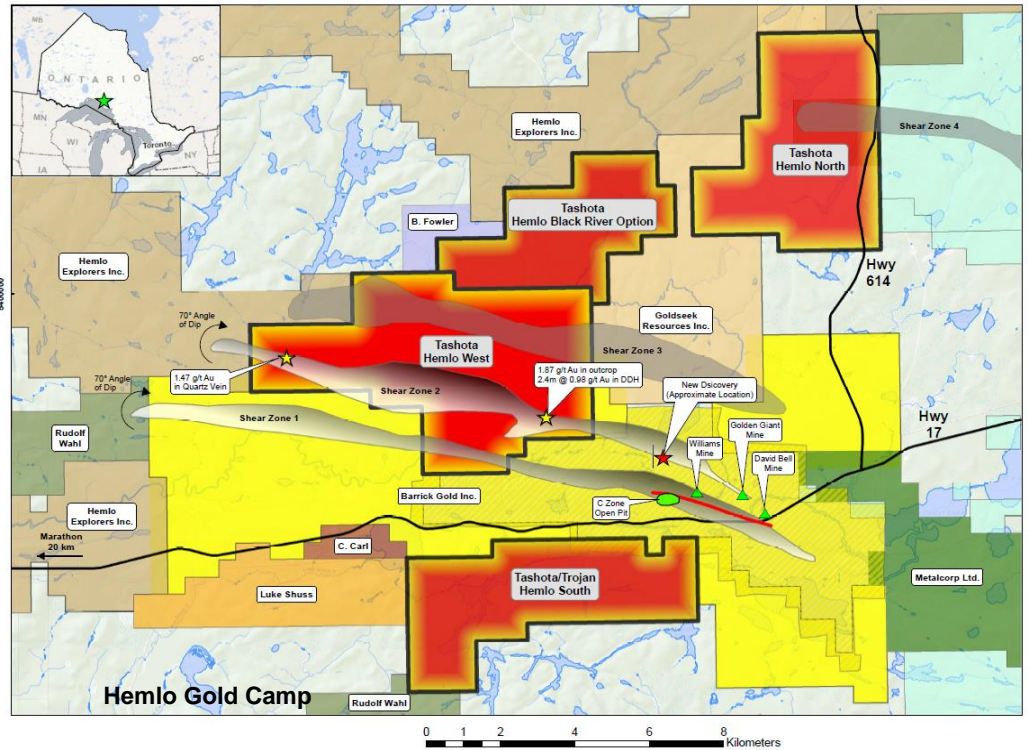 MB
ONTARIO
QC
MN
WI
MI
Toronto
NY
IA
PA
Hemlo
Explorers Inc.
Shear Zone 4
Tashota
Hemlo North
Tashota
Hemlo Black River Option
B. Fowler
Hemlo
Explorers Inc.
Hwy
614
5400000
70° Angle
of Dip
Goldseek
Resources Inc.
Tashota
Hemlo West
Shear Zone 3
1.47 g/t Au
in Quartz Vein
1.87 g/t Au in outcrop
2.4m @ 0.98 g/t Au in DDH
70° Angle
of Dip
Shear Zone 2
New Dsicovery
(Approximate Location)
Shear Zone 1
Hwy
17
Golden Giant
Mine
Rudolf
Wahl
Williams
Mine
David Bell
Mine
Barrick Gold Inc.
C Zone
Open Pit
Hemlo
Explorers Inc.
Marathon
20 km
C. Carl
Luke Shuss
Tashota/Trojan
Hemlo South
Metalcorp Ltd.
Hemlo Gold Camp
Rudolf Wahl
0 1 2 4 6 8
Kilometers